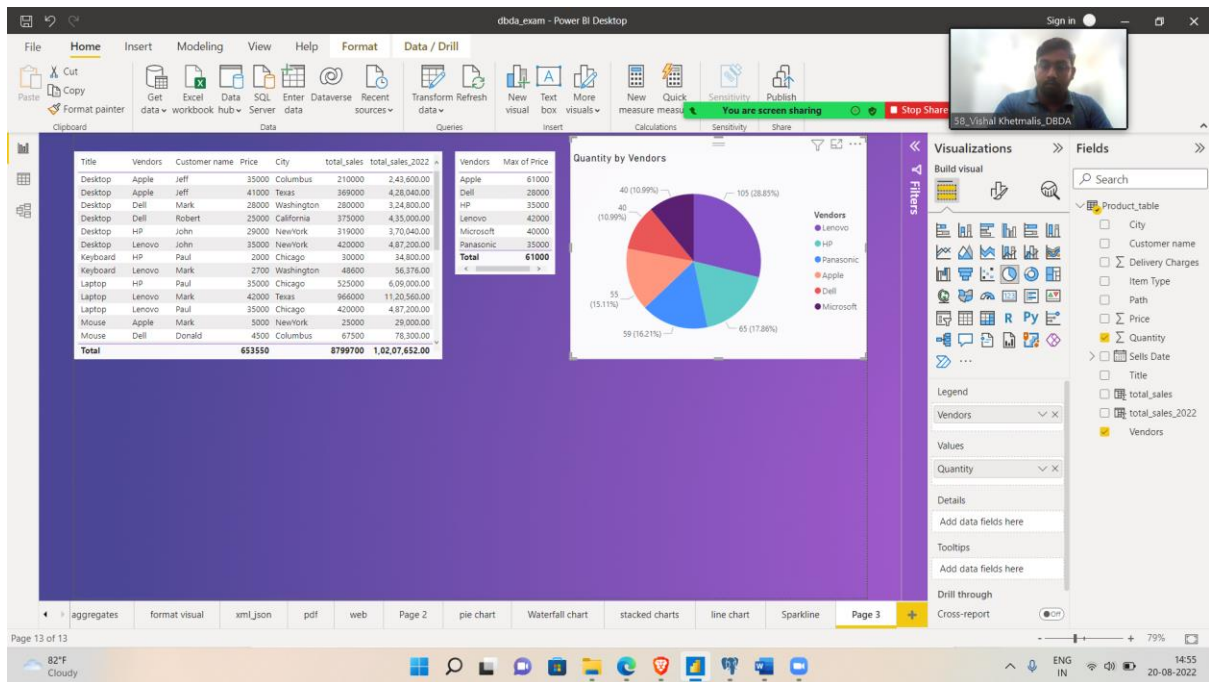 dbda_exam - Power BI Desktop
Sign in
File Home Insert Modeling View Help Format Data / Drill
Paste
Cut
Copy
Format painter
Get data
Excel workbook
Data hub
SQL Server
Enter data
Dataverse
Recent sources
Transform data
Refresh
New visual
Text box
More visuals
New measure
Quick measu
Sensitivity
Publish
You are screen sharing
Stop Share
58_Vishal Khetmalis_DBDA
Clipboard Data Queries Insert Calculations Sensitivity Share
Title Vendors Customer name Price City total_sales total_sales_2022
Desktop Apple Jeff 35000 Columbus 210000 2,43,600.00
Desktop Apple Jeff 41000 Texas 369000 4,28,040.00
Desktop Dell Mark 28000 Washington 280000 3,24,800.00
Desktop Dell Robert 25000 California 375000 4,35,000.00
Desktop HP John 29000 NewYork 319000 3,70,040.00
Desktop Lenovo John 35000 NewYork 420000 4,87,200.00
Keyboard HP Paul 2000 Chicago 30000 34,800.00
Keyboard Lenovo Mark 2700 Washington 48600 56,376.00
Laptop HP Paul 35000 Chicago 525000 6,09,000.00
Laptop Lenovo Mark 42000 Texas 966000 11,20,560.00
Laptop Lenovo Paul 35000 Chicago 420000 4,87,200.00
Mouse Apple Mark 5000 NewYork 25000 29,000.00
Mouse Dell Donald 4500 Columbus 67500 78,300.00
Total 653550 8799700 1,02,07,652.00
Vendors Max of Price
Apple 61000
Dell 28000
HP 35000
Lenovo 42000
Microsoft 40000
Panasonic 35000
Total 61000
Quantity by Vendors
40 (10.99%)
105 (28.85%)
40
(10.99%)
55
(15.11%)
59 (16.21%)
65 (17.86%)
Vendors
Lenovo
HP
Panasonic
Apple
Dell
Microsoft
Filters
Visualizations
Build visual
R Py
Legend
Vendors
Values
Quantity
Details
Add data fields here
Tooltips
Add data fields here
Drill through
Cross-report
Off
Fields
Search
Product_table
City
Customer name
Delivery Charges
Item Type
Path
Price
Quantity
Sells Date
Title
total_sales
total_sales_2022
Vendors
aggregates format visual xml_json pdf web Page 2 pie chart Waterfall chart stacked charts line chart Sparkline Page 3
Page 13 of 13
79%
82°F
Cloudy
ENG
IN
14:55
20-08-2022